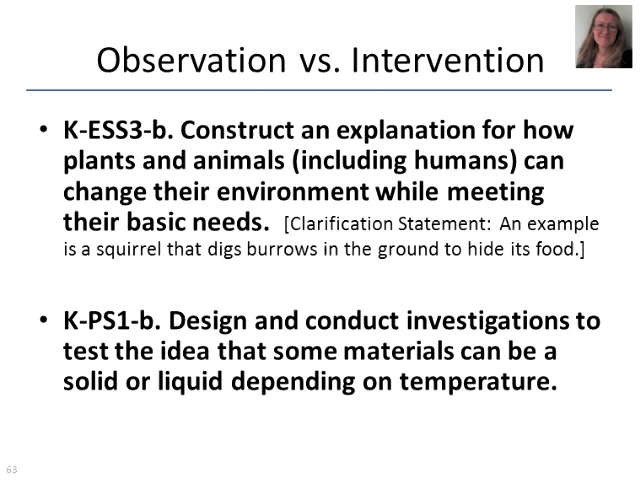 Observation vs. Intervention
• K-ESS3-b. Construct an explanation for how
plants and animals (including humans) can
change their environment while meeting
their basic needs. [Clarification Statement: An example
is a squirrel that digs burrows in the ground to hide its food.]
• K-PS1-b. Design and conduct investigations to
test the idea that some materials can be a
solid or liquid depending on temperature.
63